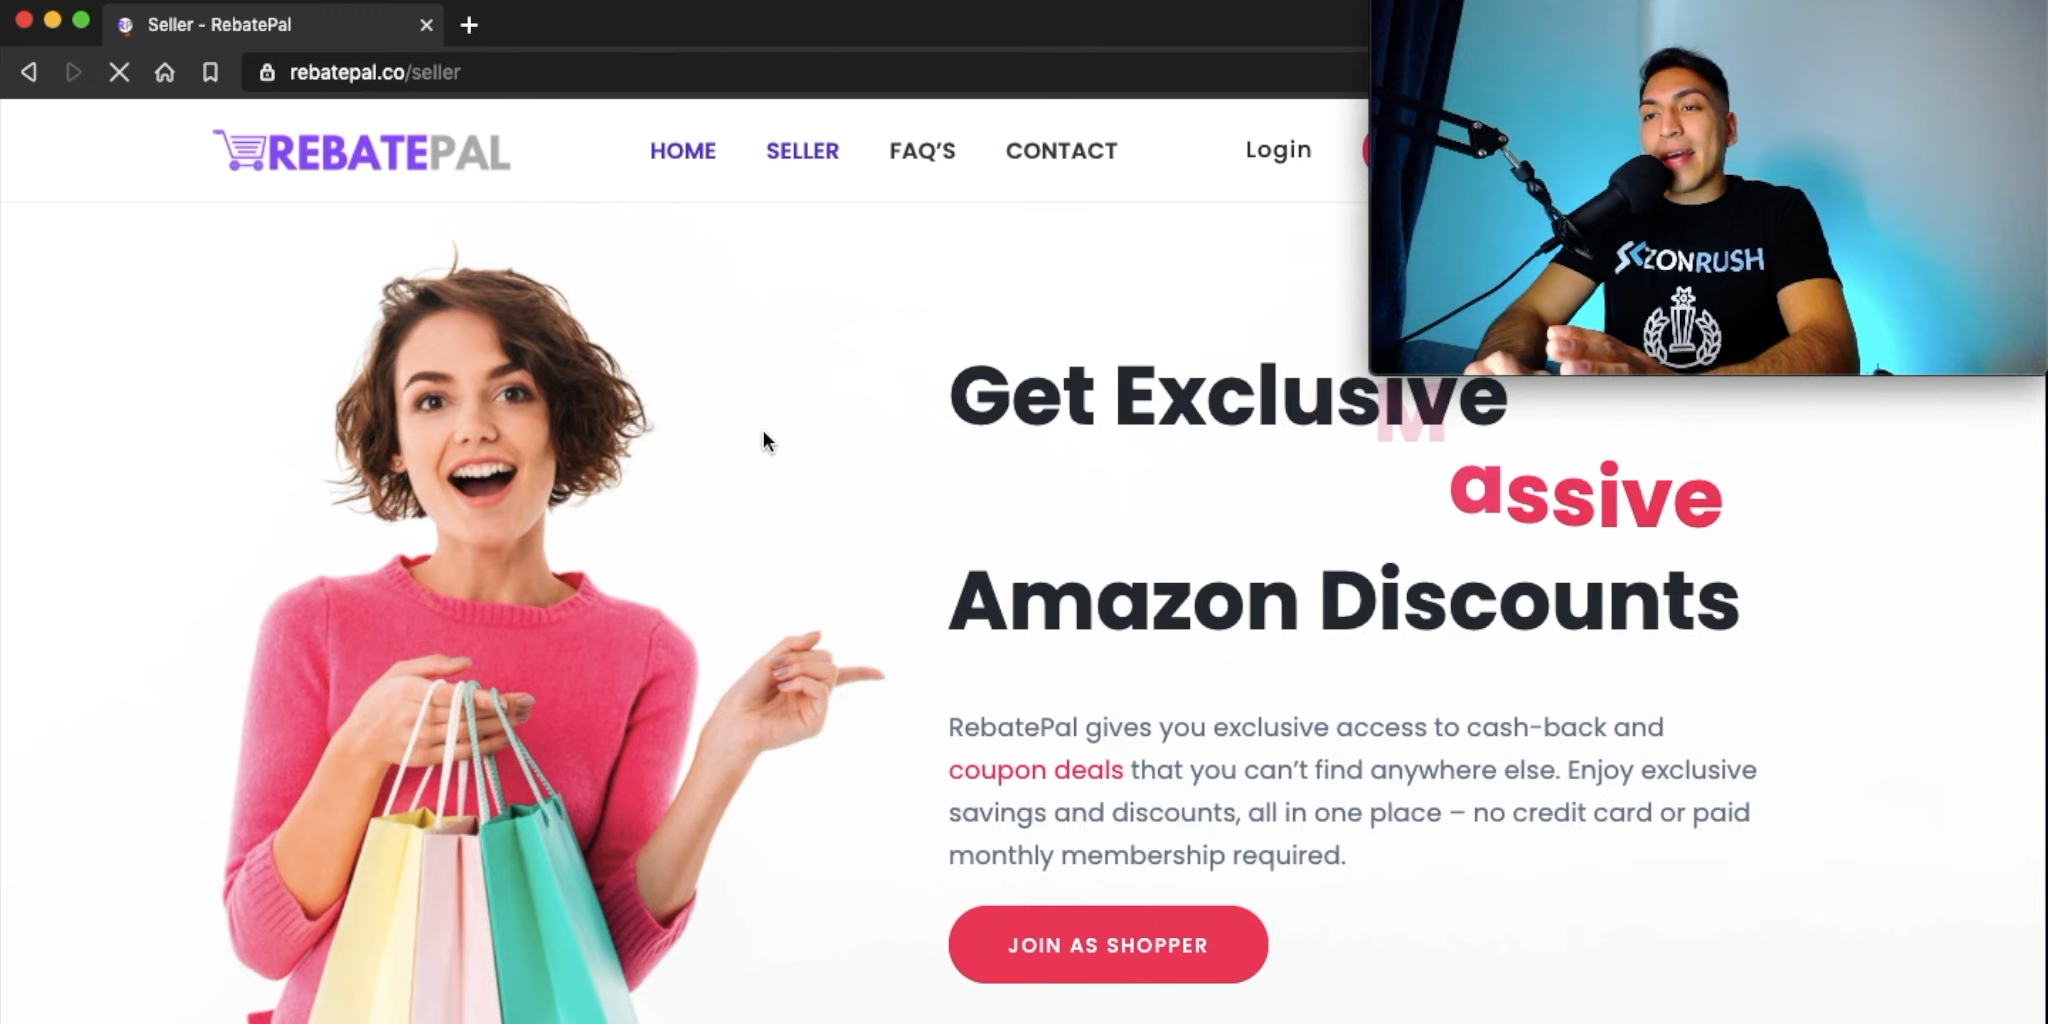 Seller - RebatePal
rebatepal.co/seller
REBATEPAL
HOME SELLER FAQ'S CONTACT Login
ZONRUSH
Get Exclusive
Massive
Amazon Discounts
RebatePal gives you exclusive access to cash-back and
coupon deals that you can't find anywhere else. Enjoy exclusive
savings and discounts, all in one place – no credit card or paid
monthly membership required.
JOIN AS SHOPPER